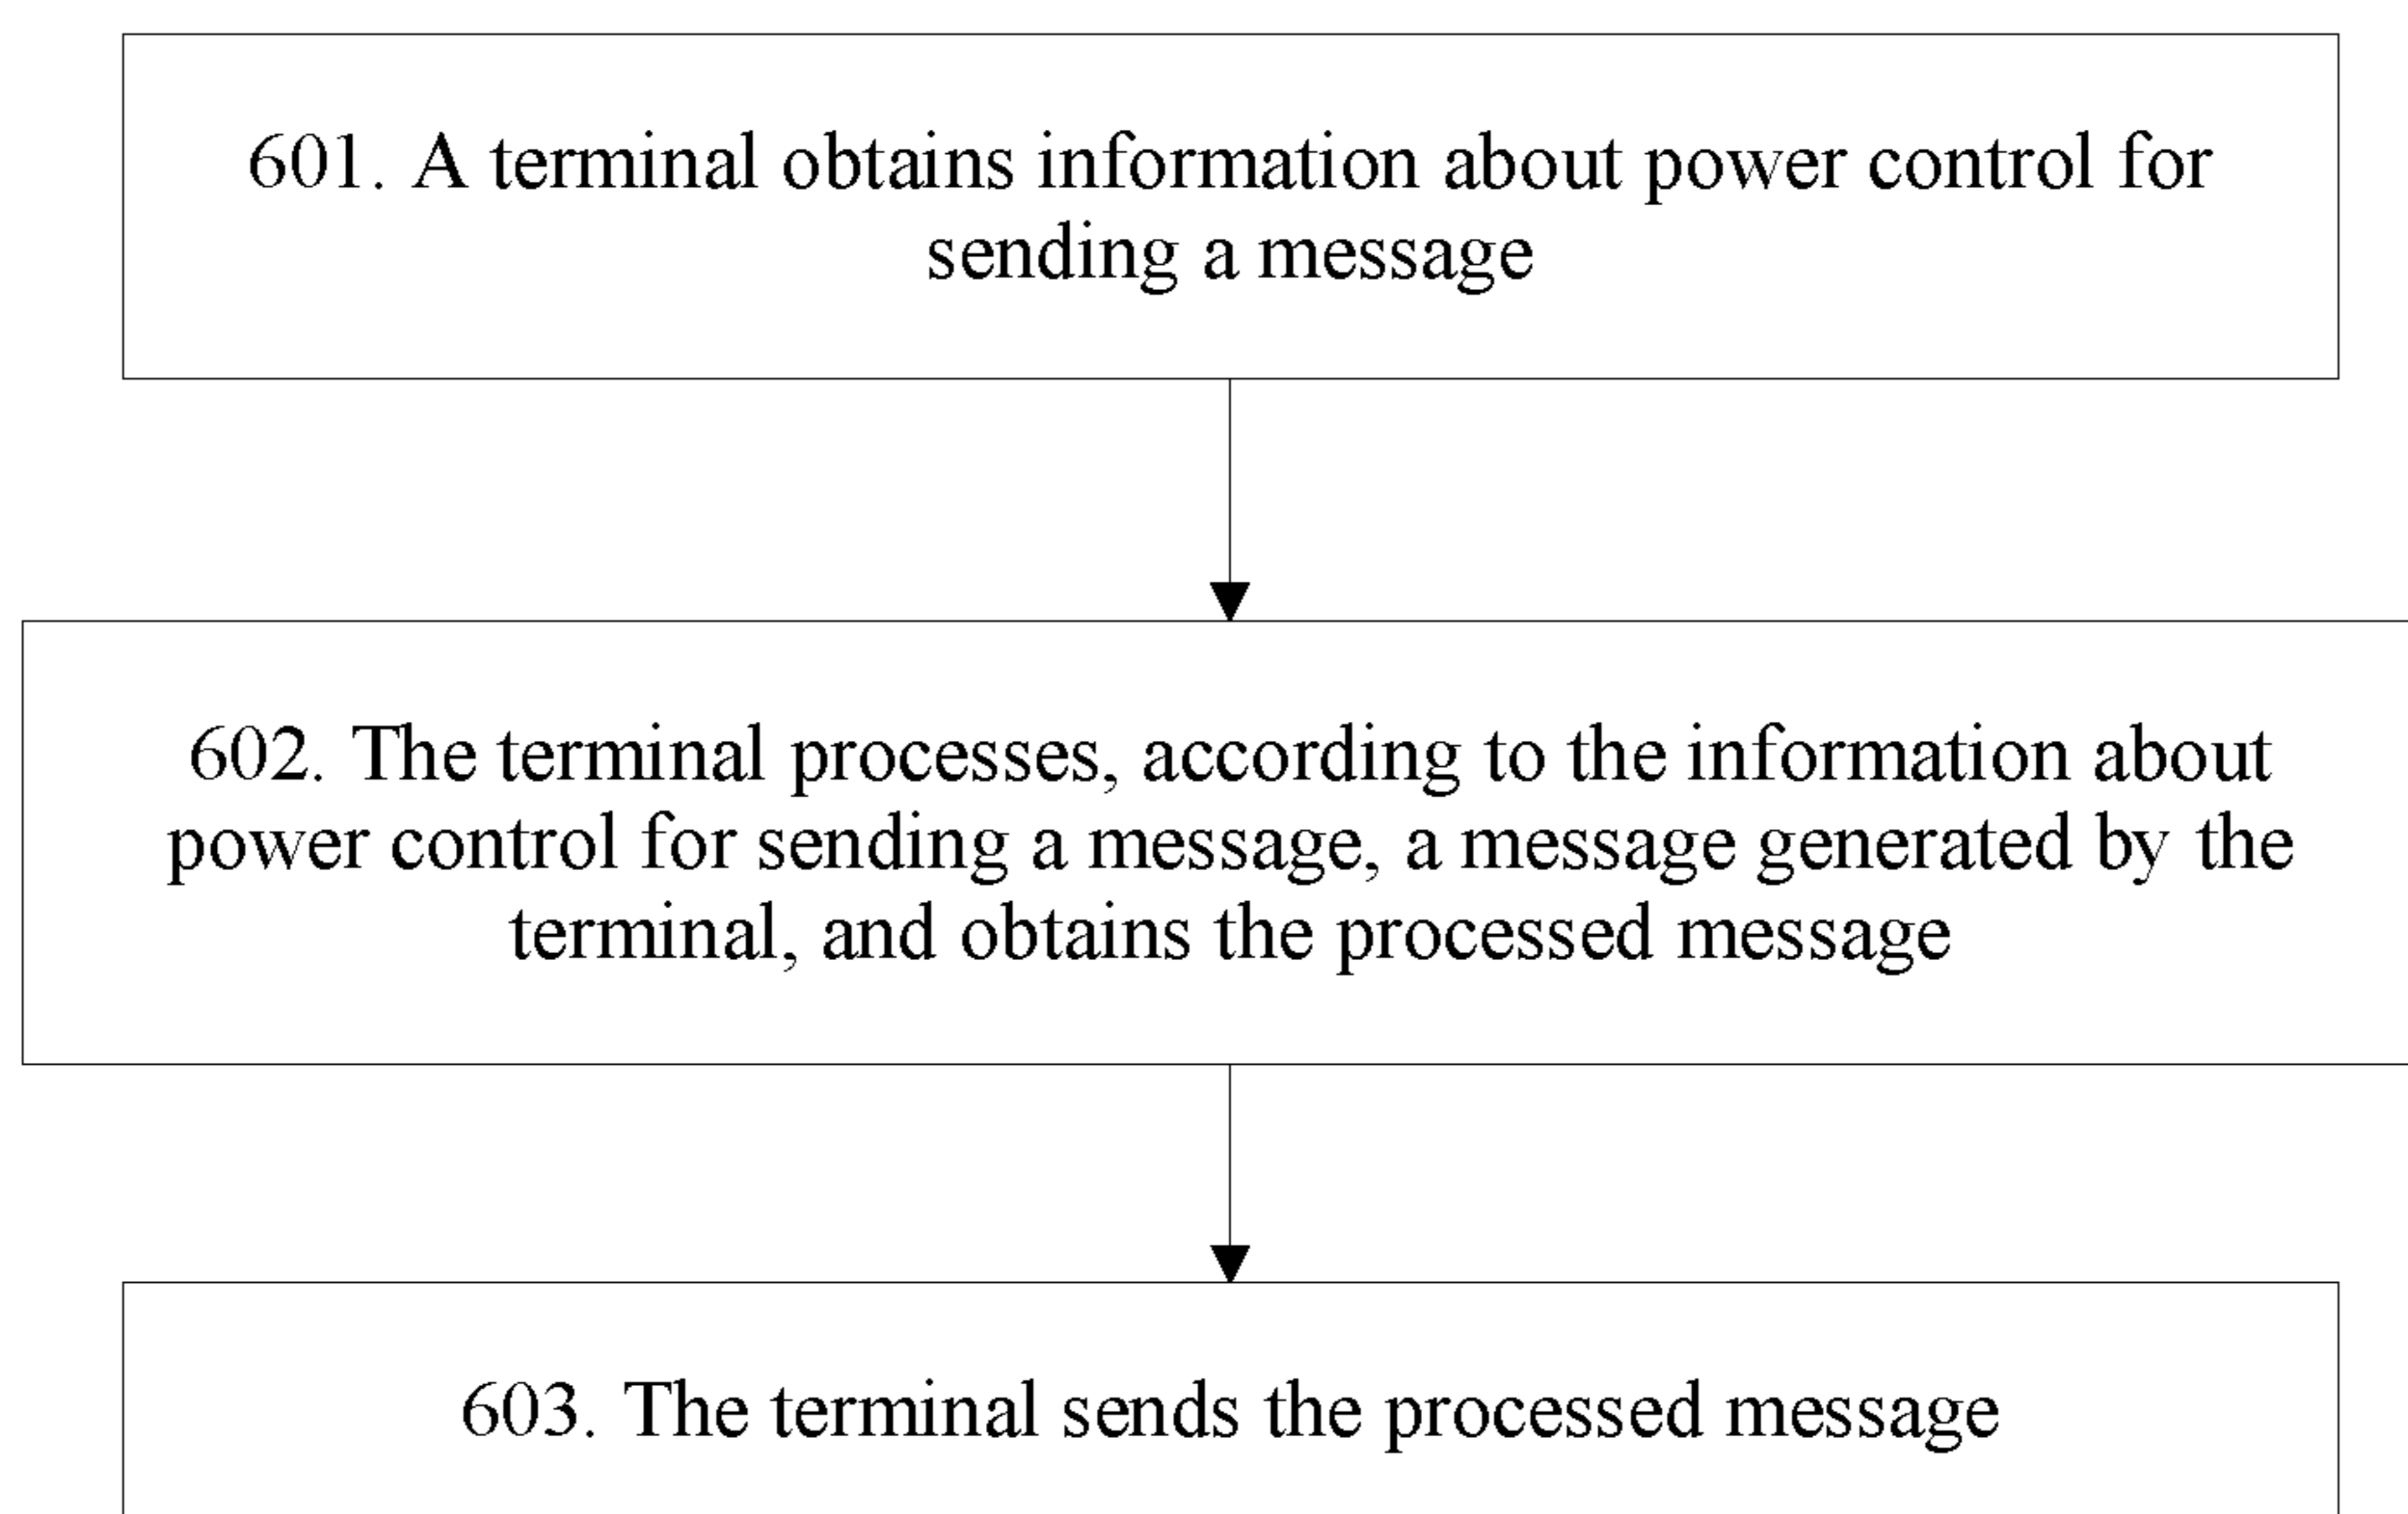 601. A terminal obtains information about power control for
sending a message
602. The terminal processes, according to the information about
power control for sending a message, a message generated by the
terminal, and obtains the processed message
603. The terminal sends the processed message